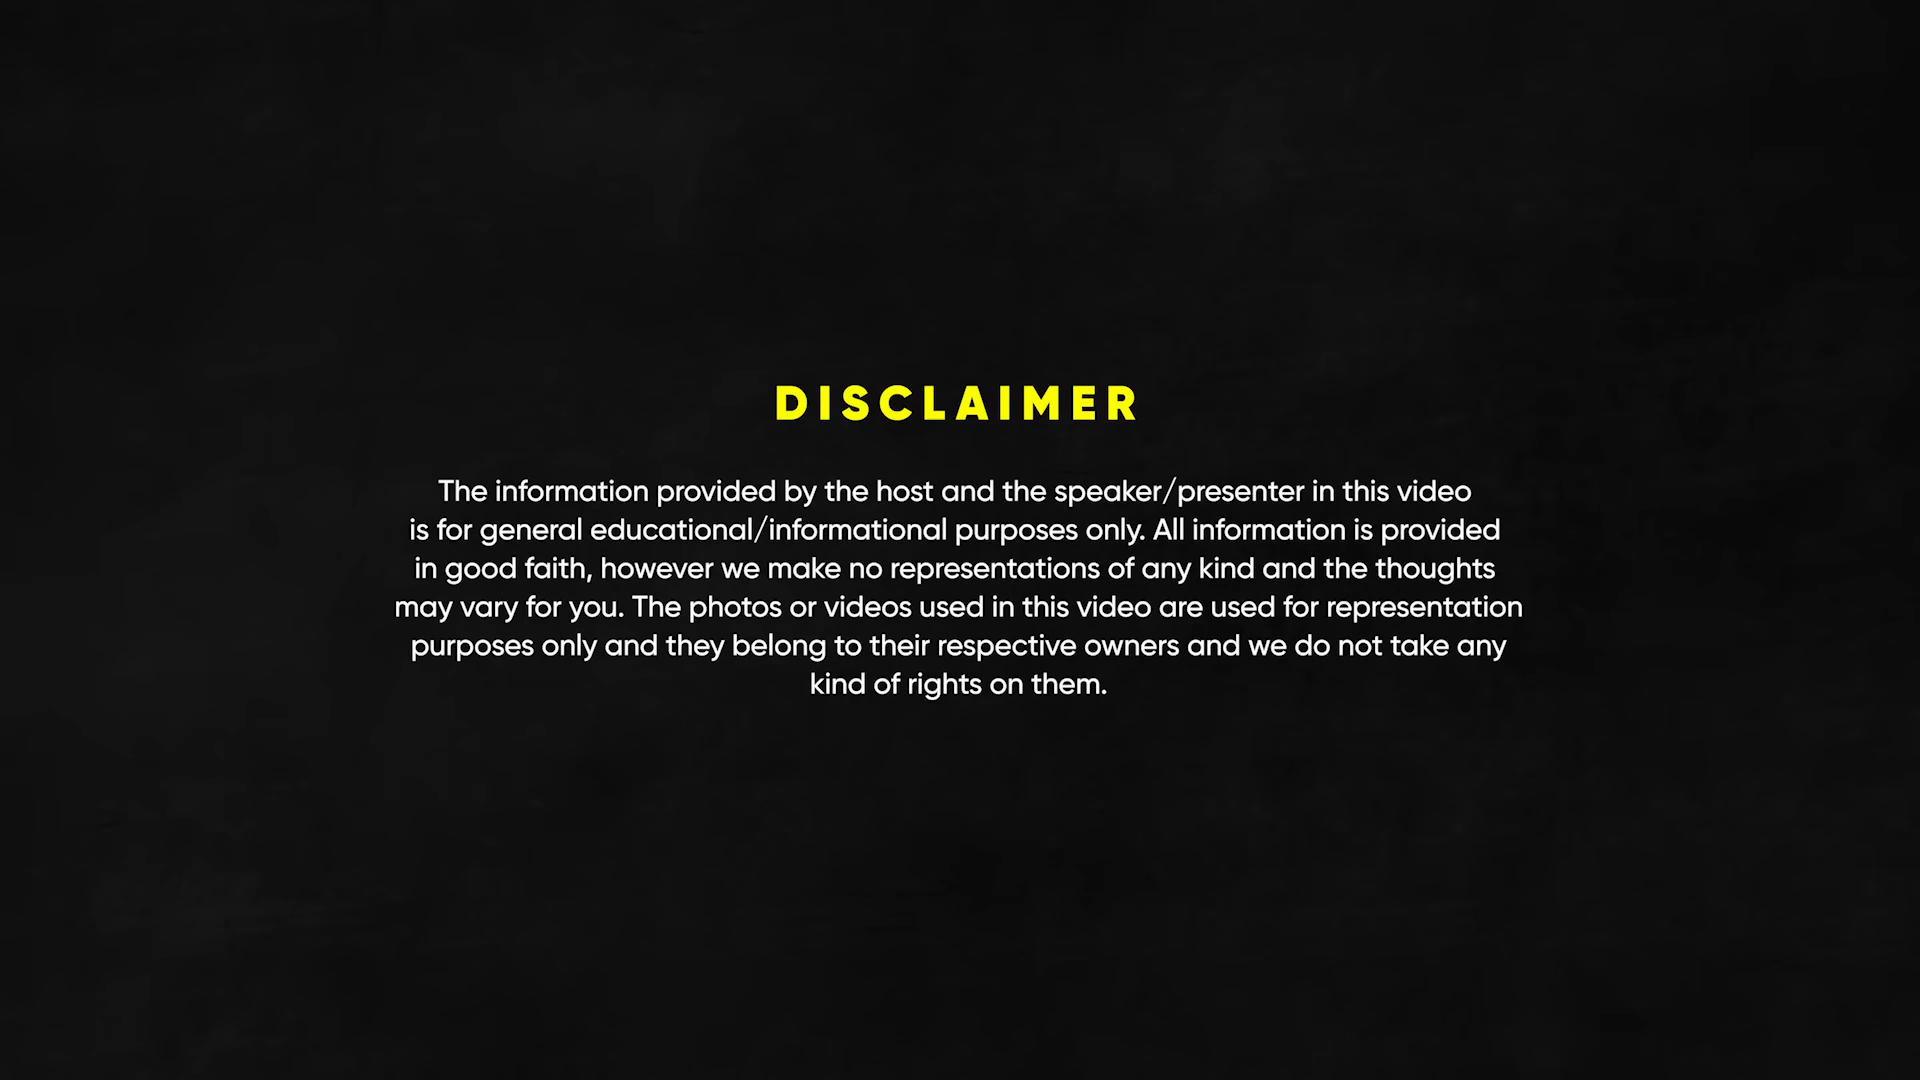 DISCLAIMER
The information provided by the host and the speaker/presenter in this video
is for general educational/informational purposes only. All information is provided
in good faith, however we make no representations of any kind and the thoughts
may vary for you. The photos or videos used in this video are used for representation
purposes only and they belong to their respective owners and we do not take any
kind of rights on them.